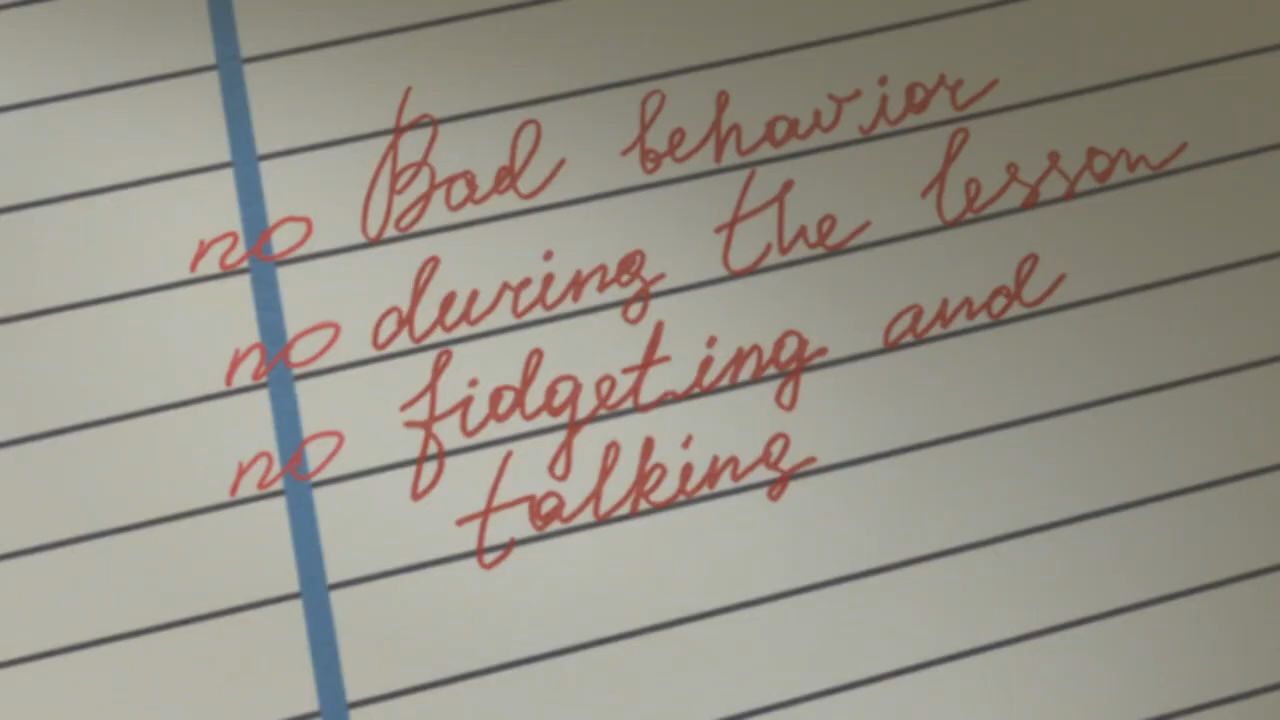 no Bad behavior
no during the lesson
no fidgeting and
talking